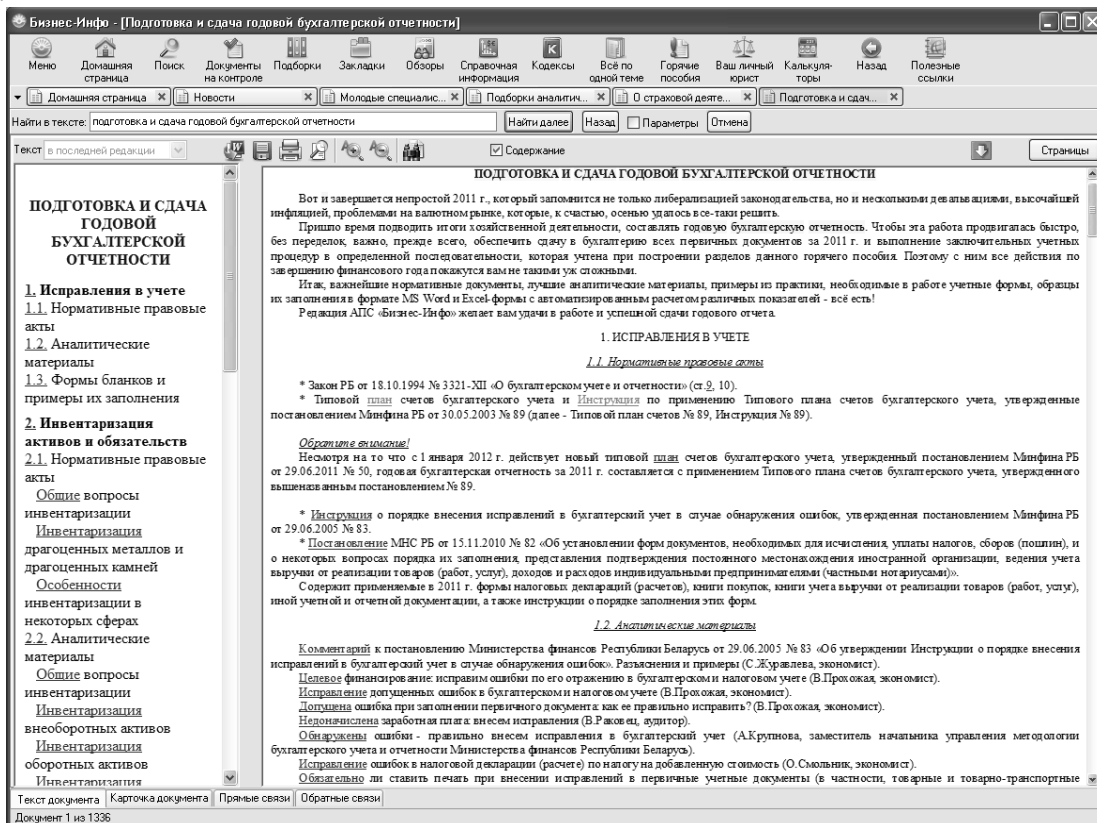 Бизнес-Инфо - [Подготовка и сдача годовой бухгалтерской отчетности]
Меню
Домашняя страница
Поиск
Документы на контроле
Подборки
Закладки
Обзоры
Справочная информация
Кодексы
Всё по одной теме
Горячие пособия
Ваш личный юрист
Калькуля-торы
Назад
Полезные ссылки
Домашняя страница
Новости
Молодые специалис...
Подборки аналитич...
О страховой деяте...
Подготовка и сдач...
Найти в тексте: подготовка и сдача годовой бухгалтерской отчетности Найти далее Назад Параметры Отмена
Текст в последней редакции Содержание Страницы
ПОДГОТОВКА И СДАЧА
ГОДОВОЙ
БУХГАЛТЕРСКОЙ
ОТЧЕТНОСТИ
1. Исправления в учете
1.1. Нормативные правовые
акты
1.2. Аналитические
материалы
1.3. Формы бланков и
примеры их заполнения
2. Инвентаризация
активов и обязательств
2.1. Нормативные правовые
акты
Общие вопросы
инвентаризации
Инвентаризация
драгоценных металлов и
драгоценных камней
Особенности
инвентаризации в
некоторых сферах
2.2. Аналитические
материалы
Общие вопросы
инвентаризации
Инвентаризация
внеоборотных активов
Инвентаризация
оборотных активов
Инвентаризация
ПОДГОТОВКА И СДАЧА ГОДОВОЙ БУХГАЛТЕРСКОЙ ОТЧЕТНОСТИ
Вот и завершается непростой 2011 г., который запомнится не только либерализацией законодательства, но и несколькими девальвациями, высочайшей
инфляцией, проблемами на валютном рынке, которые, к счастью, осенью удалось все-таки решить.
Пришло время подводить итоги хозяйственной деятельности, составлять годовую бухгалтерскую отчетность. Чтобы эта работа продвигалась быстро,
без переделок, важно, прежде всего, обеспечить сдачу в бухгалтерию всех первичных документов за 2011 г. и выполнение заключительных учетных
процедур в определенной последовательности, которая учтена при построении разделов данного горячего пособия. Поэтому с ним все действия по
завершению финансового года покажутся вам не такими уж сложными.
Итак, важнейшие нормативные документы, лучшие аналитические материалы, примеры из практики, необходимые в работе учетные формы, образцы
их заполнения в формате MS Word и Excel-формы с автоматизированным расчетом различных показателей - всё есть!
Редакция АПС «Бизнес-Инфо» желает вам удачи в работе и успешной сдачи годового отчета.
1. ИСПРАВЛЕНИЯ В УЧЕТЕ
1.1. Нормативные правовые акты
* Закон РБ от 18.10.1994 № 3321-XII «О бухгалтерском учете и отчетности» (ст.9, 10).
* Типовой план счетов бухгалтерского учета и Инструкция по применению Типового плана счетов бухгалтерского учета, утвержденные
постановлением Минфина РБ от 30.05.2003 № 89 (далее - Типовой план счетов № 89, Инструкция № 89).
Обратите внимание!
Несмотря на то что с 1 января 2012 г. действует новый типовой план счетов бухгалтерского учета, утвержденный постановлением Минфина РБ
от 29.06.2011 № 50, годовая бухгалтерская отчетность за 2011 г. составляется с применением Типового плана счетов бухгалтерского учета, утвержденного
вышеназванным постановлением № 89.
* Инструкция о порядке внесения исправлений в бухгалтерский учет в случае обнаружения ошибок, утвержденная постановлением Минфина РБ
от 29.06.2005 № 83.
* Постановление МНС РБ от 15.11.2010 № 82 «Об установлении форм документов, необходимых для исчисления, уплаты налогов, сборов (пошлин), и
о некоторых вопросах порядка их заполнения, представления подтверждения постоянного местонахождения иностранной организации, ведения учета
выручки от реализации товаров (работ, услуг), доходов и расходов индивидуальными предпринимателями (частными нотариусами)».
Содержит применяемые в 2011 г. формы налоговых деклараций (расчетов), книги покупок, книги учета выручки от реализации товаров (работ, услуг),
иной учетной и отчетной документации, а также инструкции о порядке заполнения этих форм.
1.2. Аналитические материалы
Комментарий к постановлению Министерства финансов Республики Беларусь от 29.06.2005 № 83 «Об утверждении Инструкции о порядке внесения
исправлений в бухгалтерский учет в случае обнаружения ошибок». Разъяснения и примеры (С.Журавлева, экономист).
Целевое финансирование: исправим ошибки по его отражению в бухгалтерском и налоговом учете (В.Прохожая, экономист).
Исправление допущенных ошибок в бухгалтерском и налоговом учете (В.Прохожая, экономист).
Допущена ошибка при заполнении первичного документа: как ее правильно исправить? (В.Прохожая, экономист).
Недоначислена заработная плата: внесем исправления (В.Раковец, аудитор).
Обнаружены ошибки - правильно внесем исправления в бухгалтерский учет (А.Крупнова, заместитель начальника управления методологии
бухгалтерского учета и отчетности Министерства финансов Республики Беларусь).
Исправление ошибок в налоговой декларации (расчете) по налогу на добавленную стоимость (О.Смольник, экономист).
Обязательно ли ставить печать при внесении исправлений в первичные учетные документы (в частности, товарные и товарно-транспортные
Текст документа Карточка документа Прямые связи Обратные связи
Документ 1 из 1336